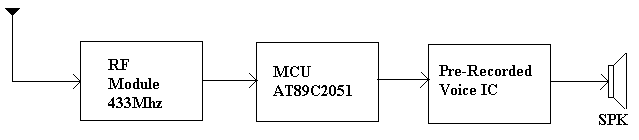 RF
Module
433Mhz
MCU
AT89C2051
Pre-Recorded
Voice IC
SPK